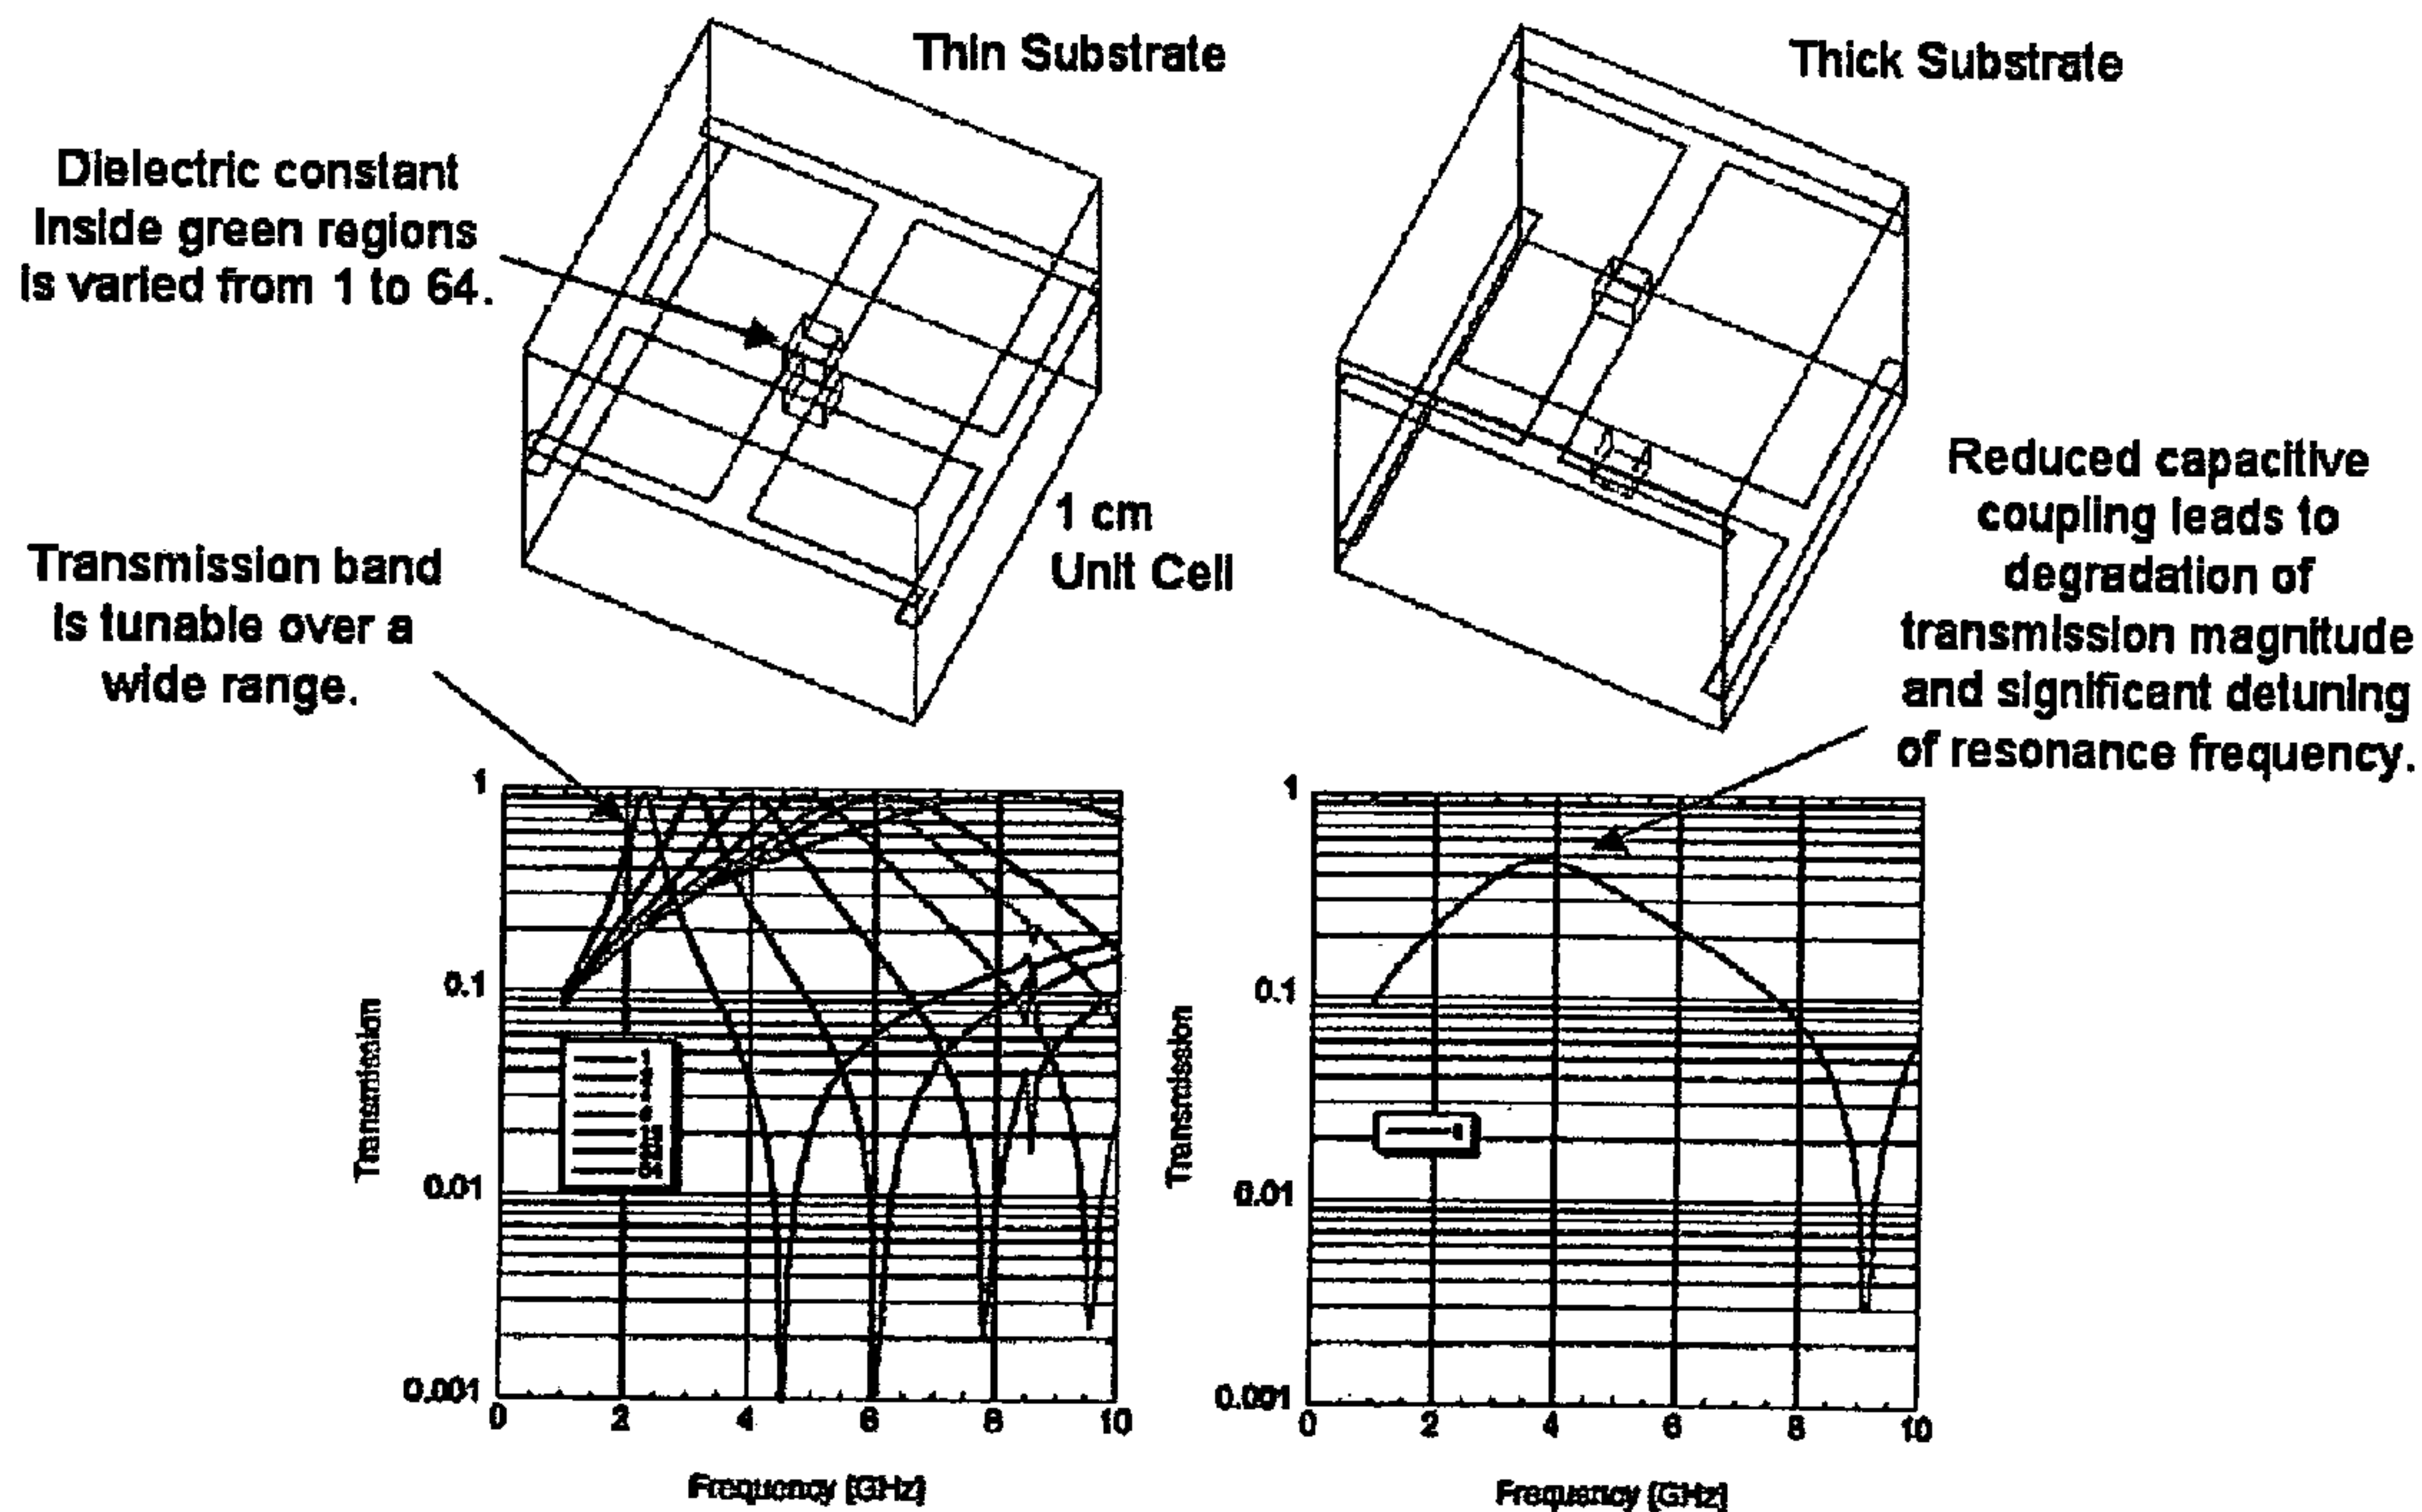 Thin Substrate
Thick Substrate
Dielectric constant
Inside green regions
is varied from 1 to 64.
1 cm
Unit Cell
Transmission band
is tunable over a
wide range.
Reduced capacitive
coupling leads to
degradation of
transmission magnitude
and significant detuning
of resonance frequency.
1
0.1
0.01
0.001
Transmission
0 2 4 6 8 10
Frequency [GHz]
1
0.1
0.01
0.001
Transmission
0 2 4 6 8 10
Frequency [GHz]